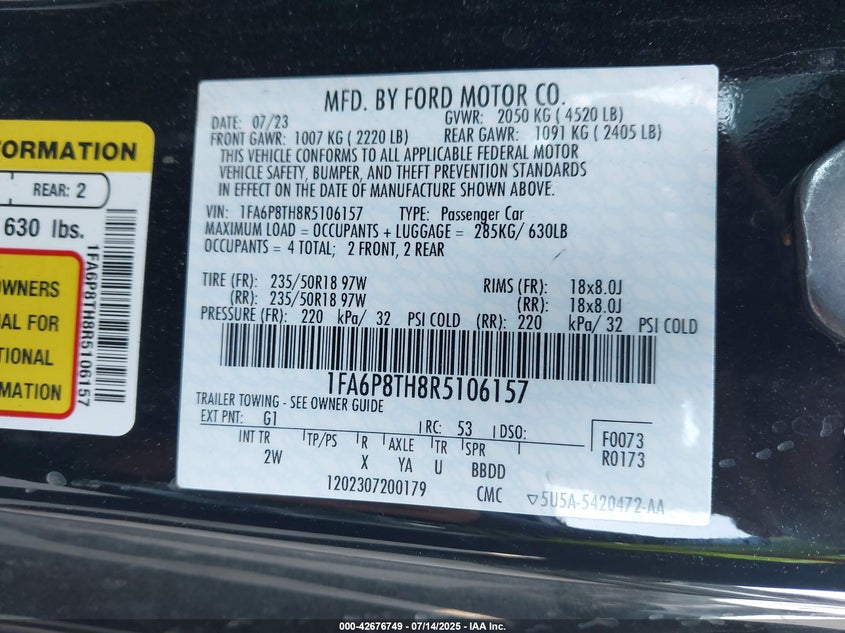 MFD. BY FORD MOTOR CO.
DATE: 07/23 GVWR: 2050 KG ( 4520 LB)
FRONT GAWR: 1007 KG ( 2220 LB) REAR GAWR: 1091 KG ( 2405 LB)
THIS VEHICLE CONFORMS TO ALL APPLICABLE FEDERAL MOTOR
VEHICLE SAFETY, BUMPER, AND THEFT PREVENTION STANDARDS
IN EFFECT ON THE DATE OF MANUFACTURE SHOWN ABOVE.
VIN: 1FA6P8TH8R5106157 TYPE: Passenger Car
MAXIMUM LOAD = OCCUPANTS + LUGGAGE = 285KG/ 630LB
OCCUPANTS = 4 TOTAL; 2 FRONT, 2 REAR
TIRE (FR): 235/50R18 97W RIMS (FR): 18x8.0J
(RR): 235/50R18 97W (RR): 18x8.0J
PRESSURE (FR): 220 kPa/ 32 PSI COLD (RR): 220 kPa/ 32 PSI COLD
1FA6P8TH8R5106157
TRAILER TOWING - SEE OWNER GUIDE
EXT PNT: G1 RC: 53 DSO: F0073
R0173
INT TR TP/PS R AXLE TR SPR
2W X YA U BBDD
1202307200179 CMC ▽5U5A-5420472-AA
ORMATION
REAR: 2
630 lbs.
WNERS
AL FOR
TIONAL
RMATION
1FA6P8TH8R5106157
000-42676749 - 07/14/2025 - IAA Inc.